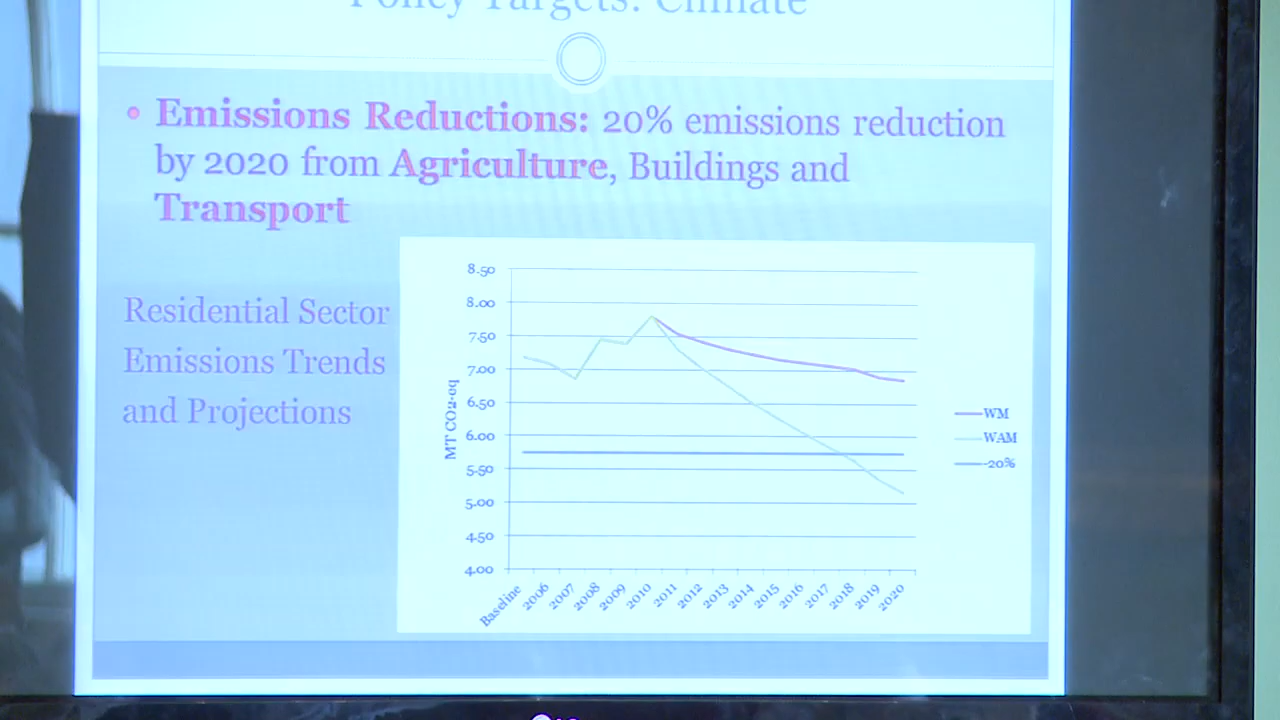 Policy Targets: Climate
• Emissions Reductions: 20% emissions reduction
by 2020 from Agriculture, Buildings and
Transport
Residential Sector
Emissions Trends
and Projections
8.50
8.00
7.50
7.00
6.50
6.00
5.50
5.00
4.50
4.00
MT CO2-eq
Baseline
2006
2007
2008
2009
2010
2011
2012
2013
2014
2015
2016
2017
2018
2019
2020
WM
WAM
-20%